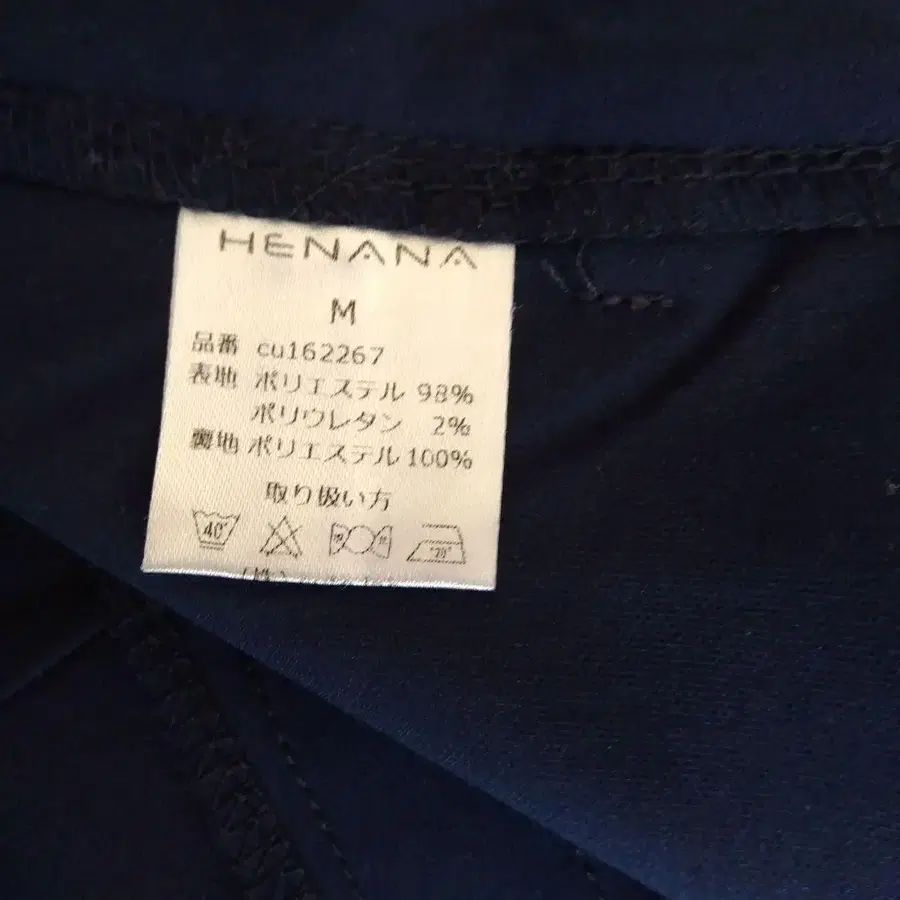 HENANA
M
品番 cu162267
表地 ポリエステル 98%
ポリウレタン 2%
裏地 ポリエステル 100%
取り扱い方
40°